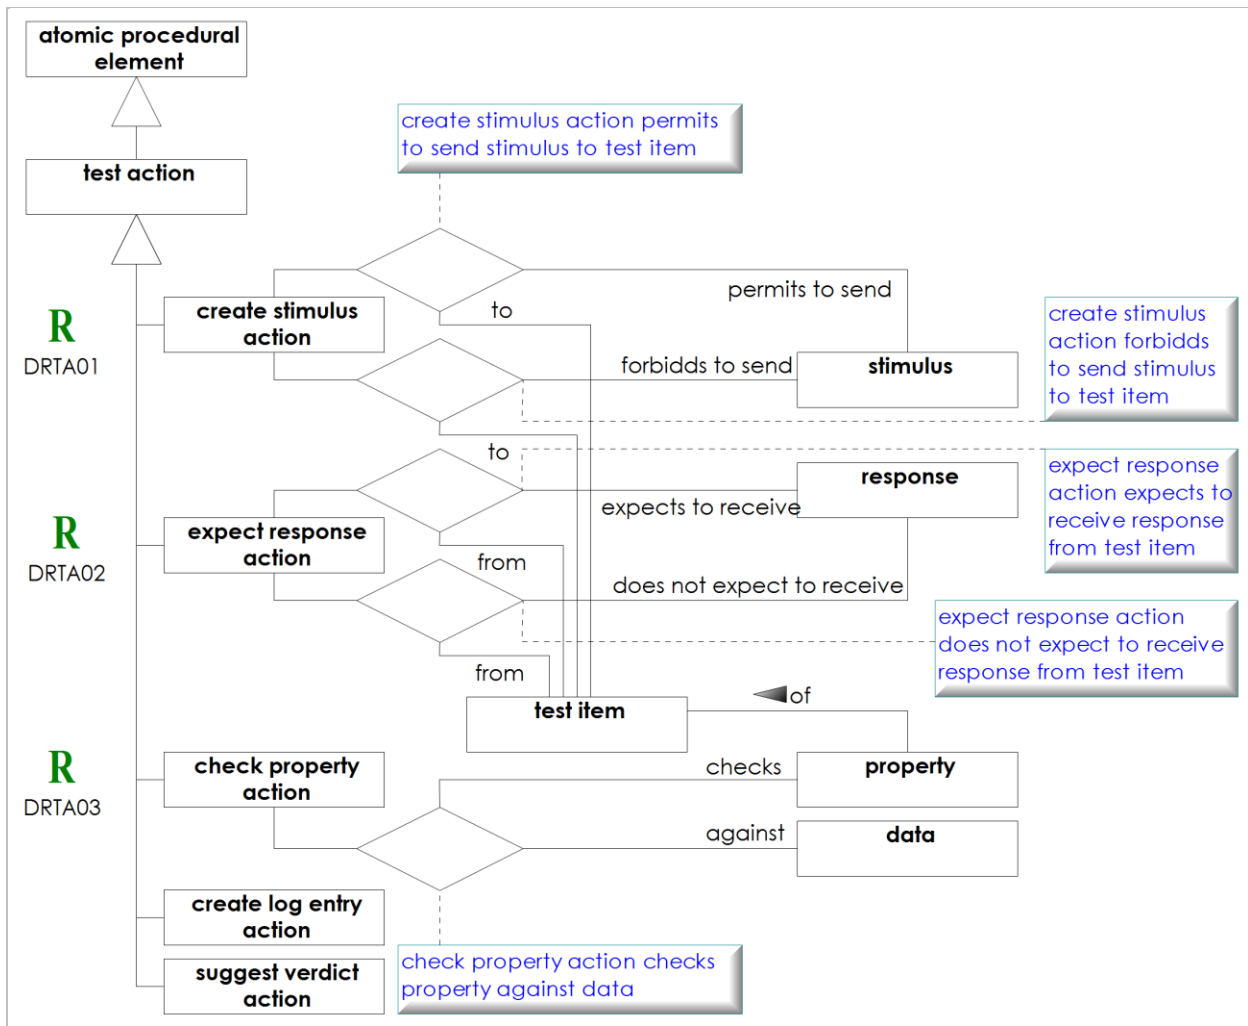 atomic procedural
element
create stimulus action permits
to send stimulus to test item
test action
permits to send
to
create stimulus
action
R
DRTA01
create stimulus
action forbidds
to send stimulus
to test item
forbidds to send
stimulus
to
response
expect response
action expects to
receive response
from test item
expects to receive
R
DRTA02
expect response
action
from
does not expect to receive
expect response action
does not expect to receive
response from test item
from
of
test item
R
DRTA03
check property
action
checks
property
against
data
create log entry
action
check property action checks
property against data
suggest verdict
action